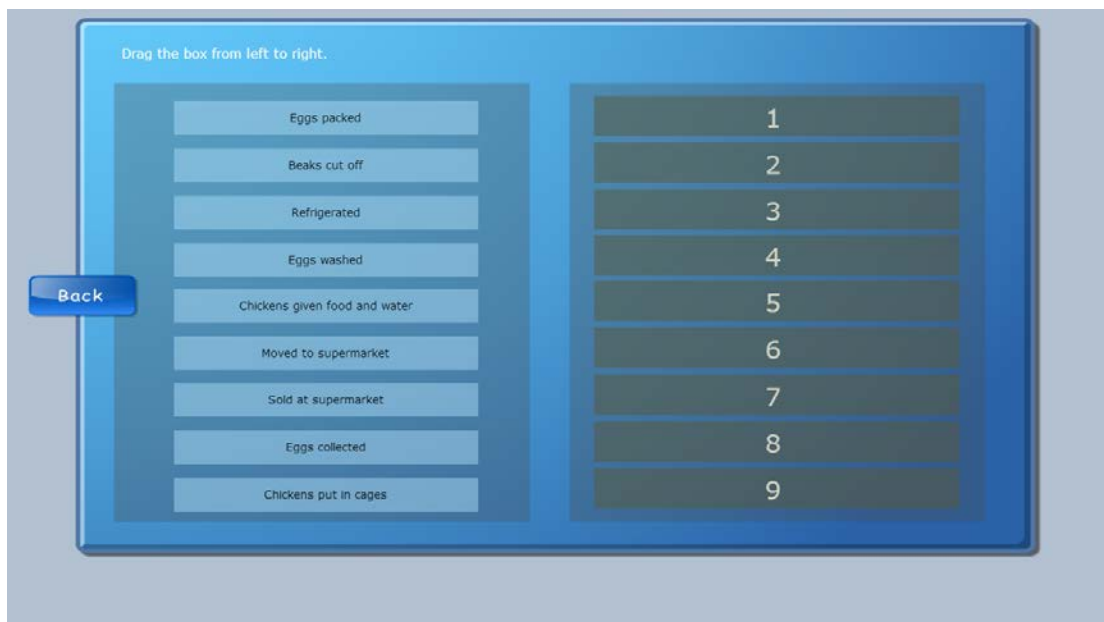 Drag the box from left to right.
Eggs packed
Beaks cut off
Refrigerated
Eggs washed
Chickens given food and water
Moved to supermarket
Sold at supermarket
Eggs collected
Chickens put in cages
1
2
3
4
5
6
7
8
9
Back